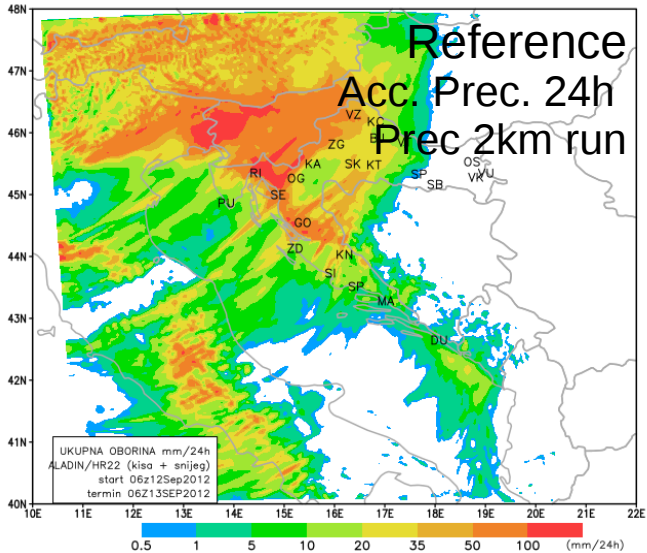 48N
Reference
47N
Acc. Prec. 24h
VZ
KC
46N
Prec 2km run
BJ
V
ZG
KA
SK
KT
OS
RI
OG
SP
VK
VU
SB
45N
SE
PU
GO
ZD
KN
44N
SI
SP
MA
43N
DU
42N
41N
UKUPNA OBORINA mm/24h
ALADIN/HR22 (kisa + snijeg)
start 06z12Sep2012
termin 06Z13SEP2012
40N
10E 11E 12E 13E 14E 15E 16E 17E 18E 19E 20E 21E 22E
0.5 1 5 10 20 35 50 100 (mm/24h)